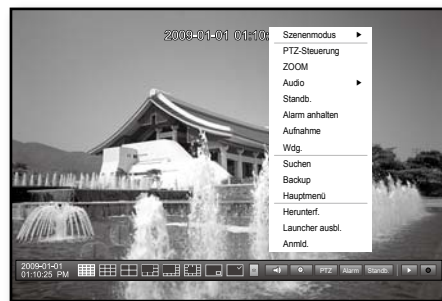 2009-01-01 01:10:
Szenenmodus
PTZ-Steuerung
ZOOM
Audio
Standb.
Alarm anhalten
Aufnahme
Wdg.
Suchen
Backup
Hauptmenü
Herunterf.
Launcher ausbl.
Anmld.
2009-01-01
01:10:25 PM
PTZ Alarm Standb.